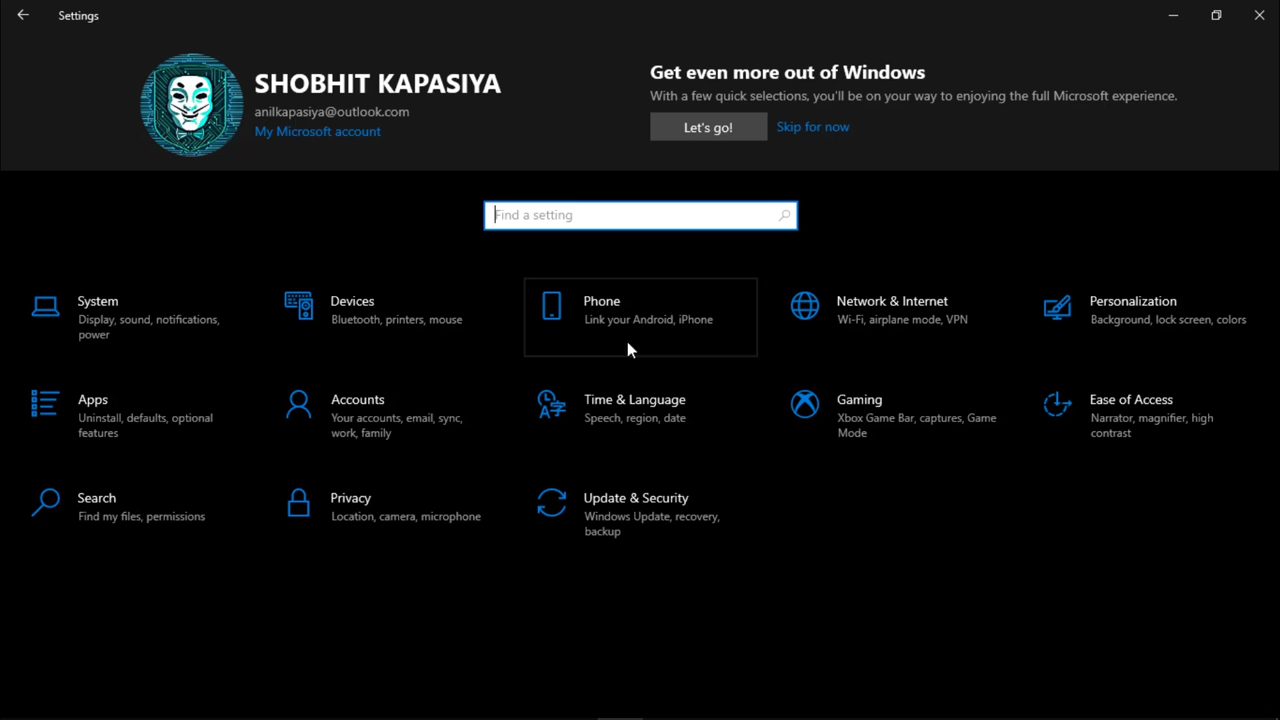 Settings
SHOBHIT KAPASIYA
anilkapasiya@outlook.com
My Microsoft account
Get even more out of Windows
With a few quick selections, you'll be on your way to enjoying the full Microsoft experience.
Let's go!
Skip for now
Find a setting
System
Display, sound, notifications,
power
Devices
Bluetooth, printers, mouse
Phone
Link your Android, iPhone
Network & Internet
Wi-Fi, airplane mode, VPN
Personalization
Background, lock screen, colors
Apps
Uninstall, defaults, optional
features
Accounts
Your accounts, email, sync,
work, family
Time & Language
Speech, region, date
Gaming
Xbox Game Bar, captures, Game
Mode
Ease of Access
Narrator, magnifier, high
contrast
Search
Find my files, permissions
Privacy
Location, camera, microphone
Update & Security
Windows Update, recovery,
backup